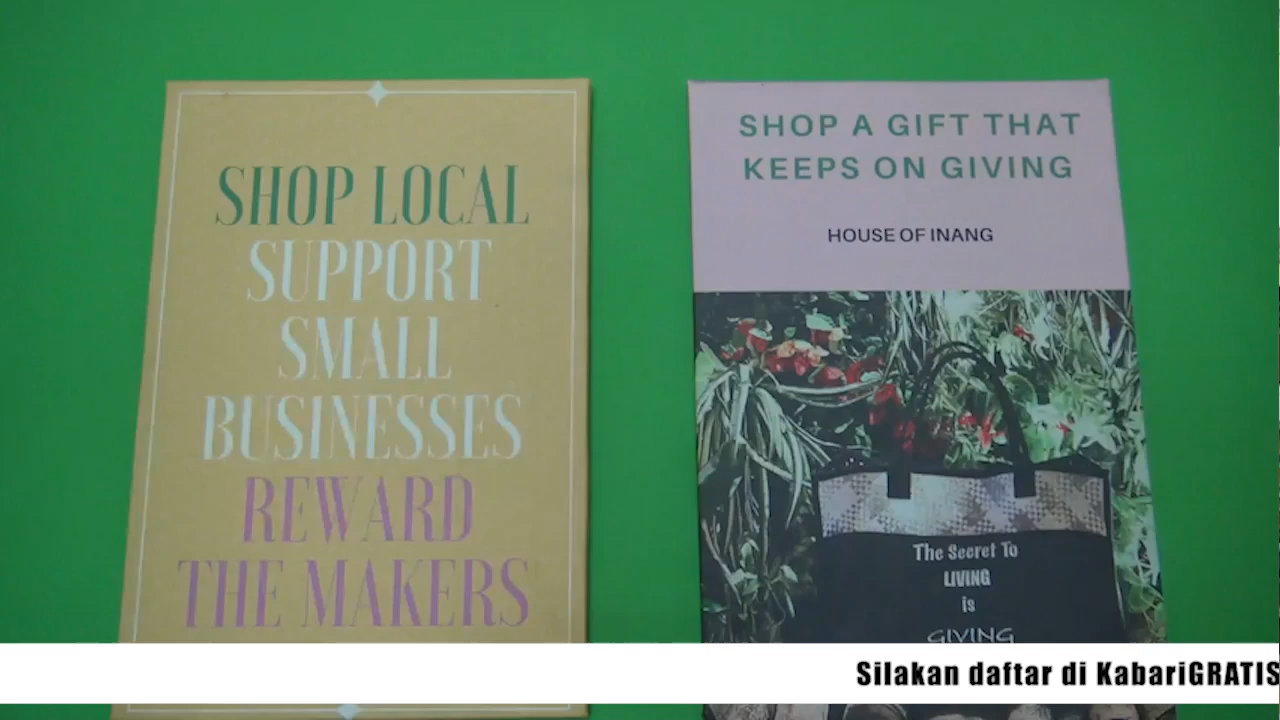 SHOP LOCAL
SUPPORT
SMALL
BUSINESSES
REWARD
THE MAKERS
SHOP A GIFT THAT
KEEPS ON GIVING
HOUSE OF INANG
The Secret To
LIVING
is
GIVING
Silakan daftar di KabariGRATIS